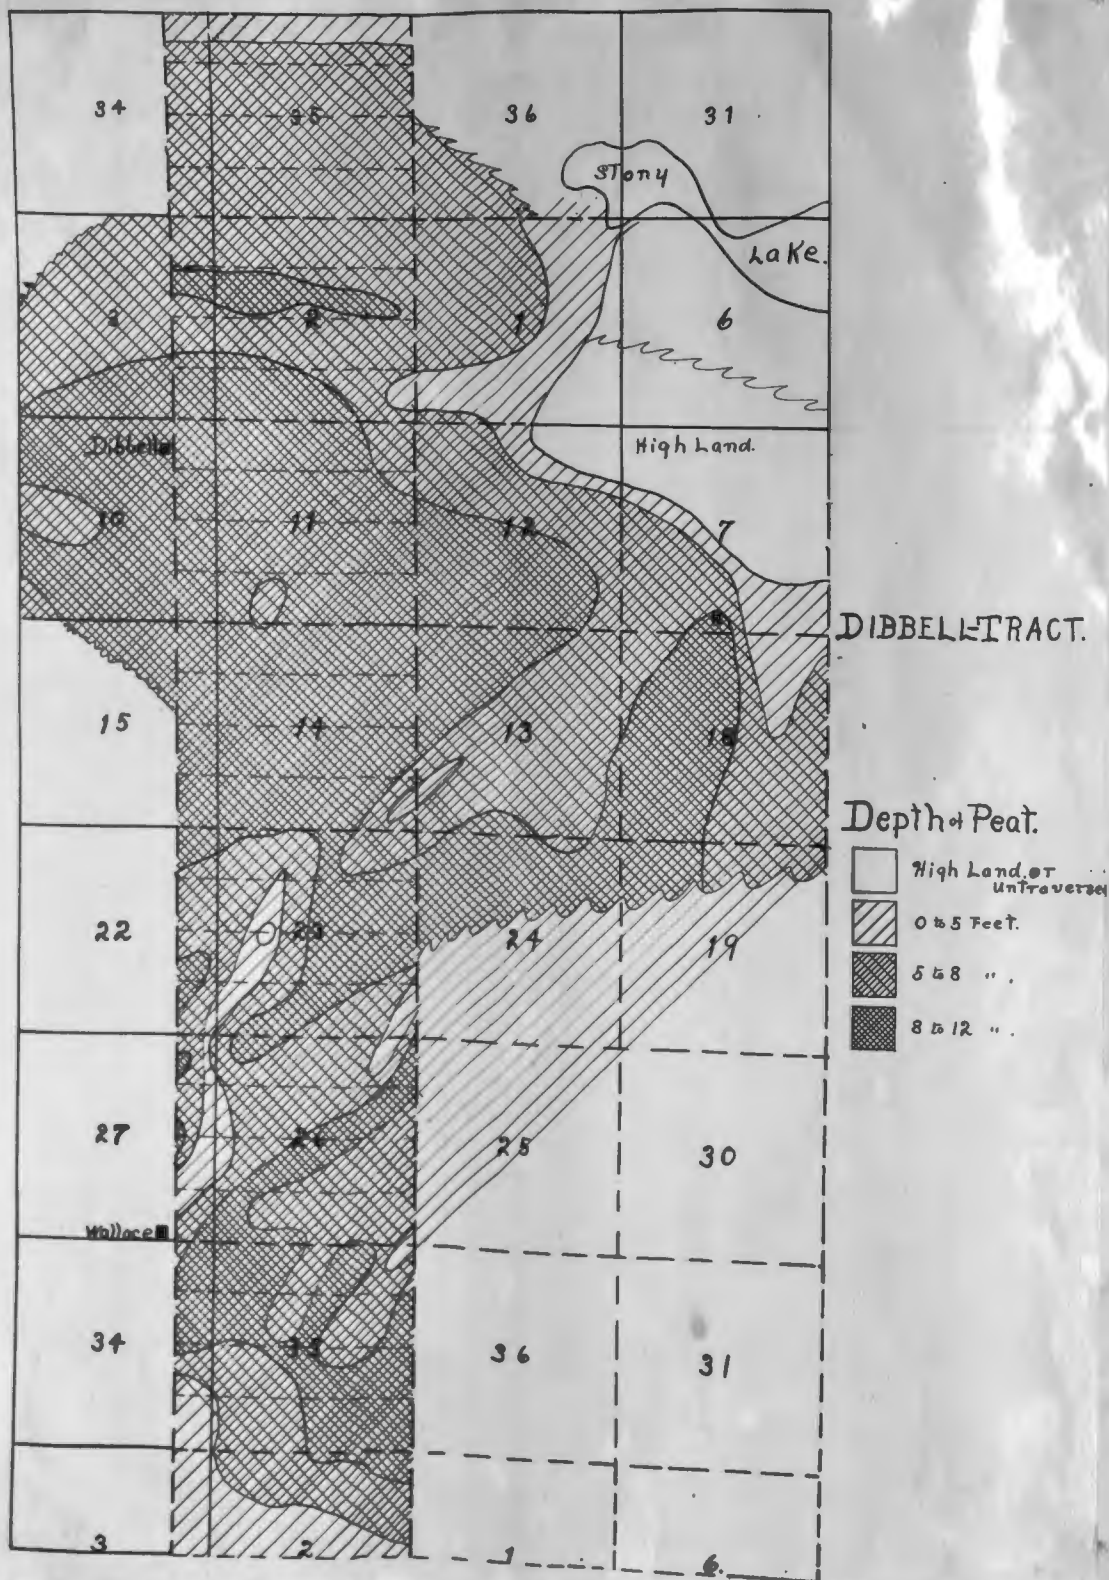 34 35 36 31
Stony
Lake.
3 2 1 6
Dibbell
High Land.
10 11 12 7
DIBBELL-TRACT.
15 14 13 18
Depth of Peat.
High Land or
Untraversed
22 23 24 19
0 to 5 Feet.
5 to 8 " .
8 to 12 " .
27 26 25 30
Wallace
34 35 36 31
3 2 1 6.